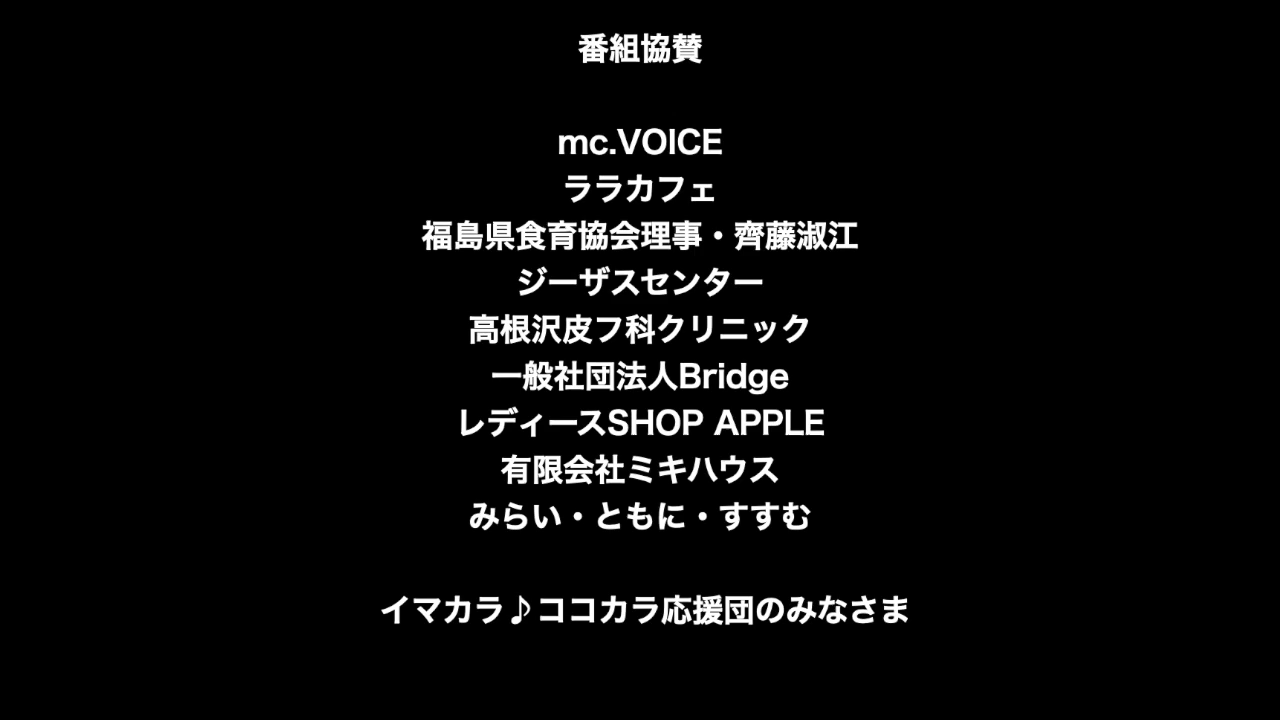 番組協賛
mc.VOICE
ララカフェ
福島県食育協会理事・齊藤淑江
ジーザスセンター
高根沢皮フ科クリニック
一般社団法人Bridge
レディースSHOP APPLE
有限会社ミキハウス
みらい・ともに・すすむ
イマカラ♪ココカラ応援団のみなさま